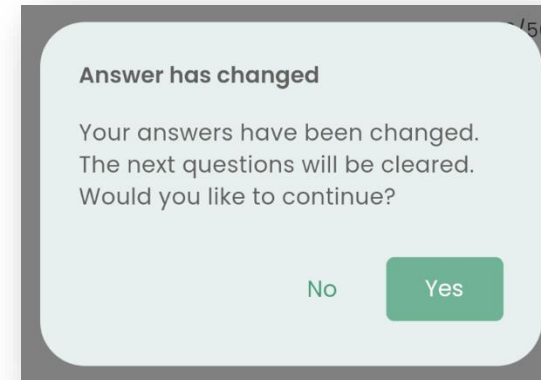 Answer has changed
Your answers have been changed.
The next questions will be cleared.
Would you like to continue?
No Yes